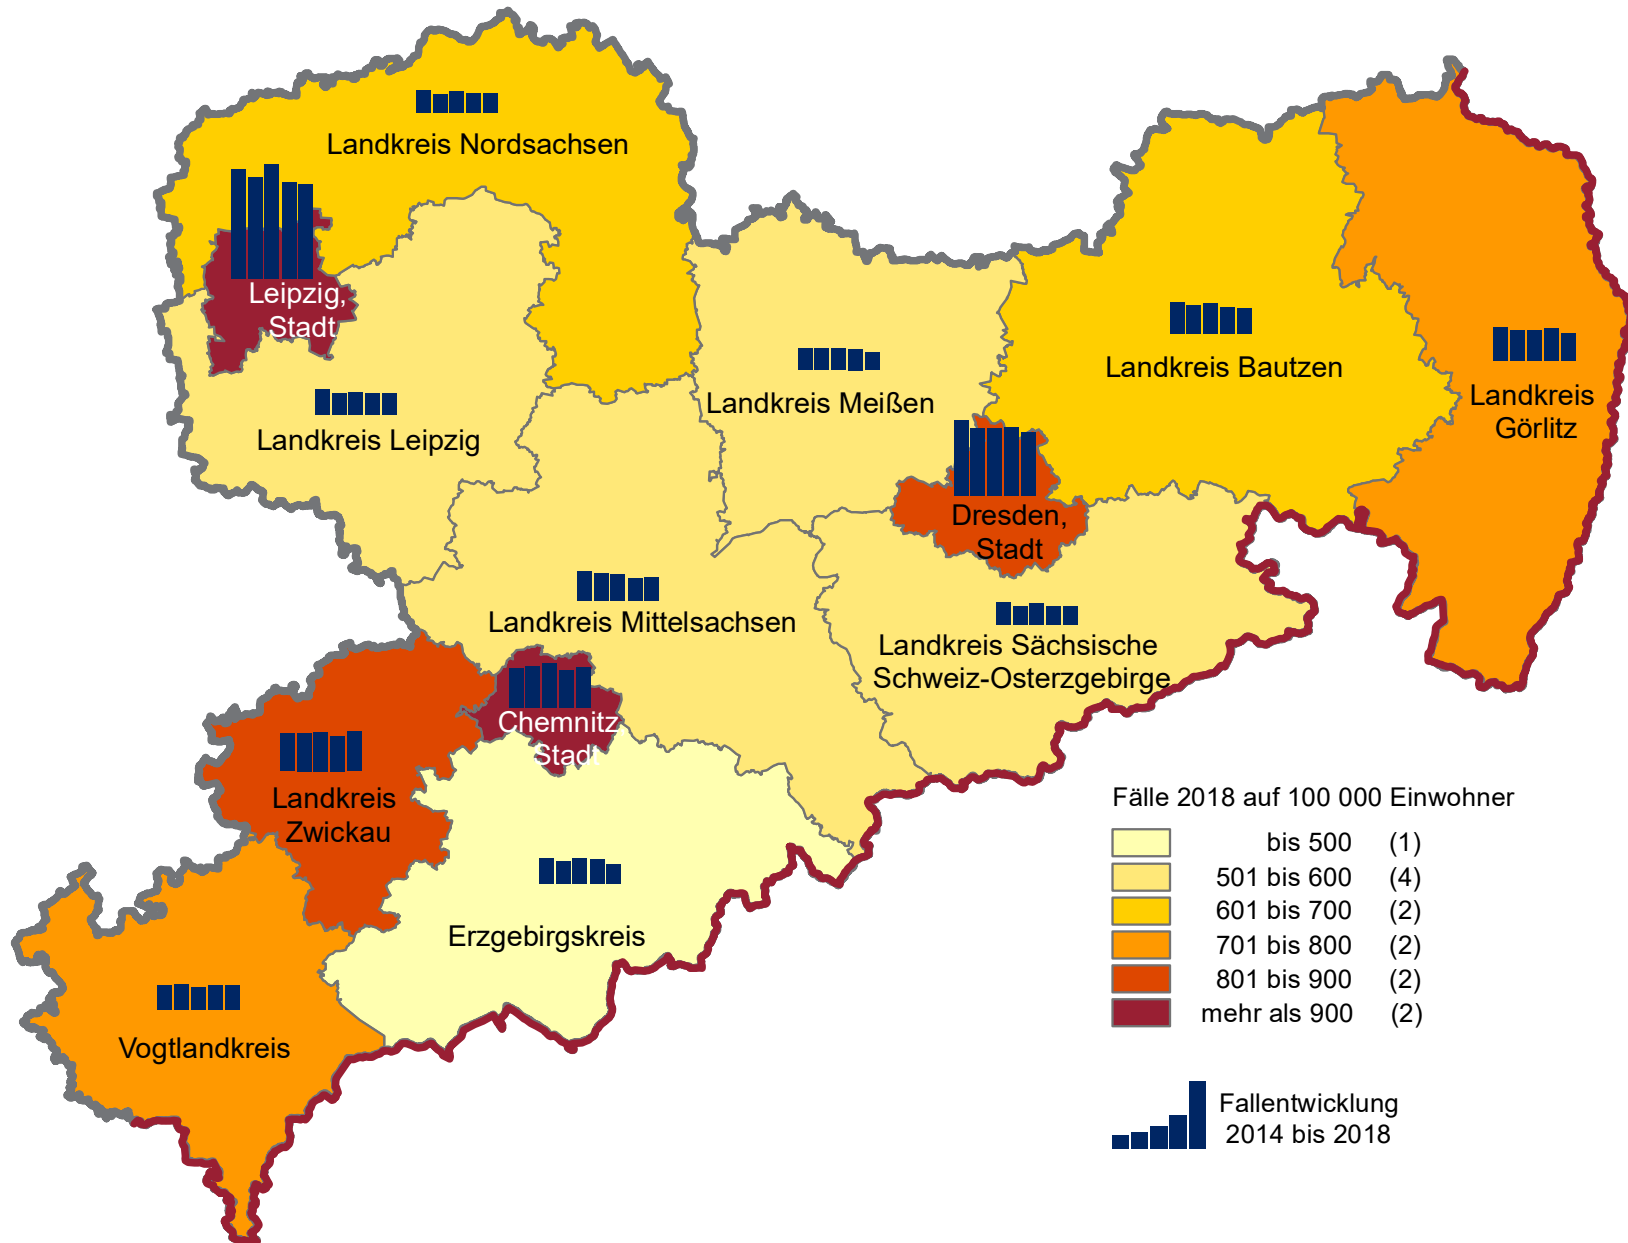 Landkreis Nordsachsen
Leipzig,
Stadt
Landkreis Leipzig
Landkreis Meißen
Landkreis Bautzen
Landkreis
Görlitz
Dresden,
Stadt
Landkreis Mittelsachsen
Landkreis Sächsische
Schweiz-Osterzgebirge
Chemnitz
Stadt
Landkreis
Zwickau
Erzgebirgskreis
Vogtlandkreis
Fälle 2018 auf 100 000 Einwohner
bis 500 (1)
501 bis 600 (4)
601 bis 700 (2)
701 bis 800 (2)
801 bis 900 (2)
mehr als 900 (2)
Fallentwicklung
2014 bis 2018